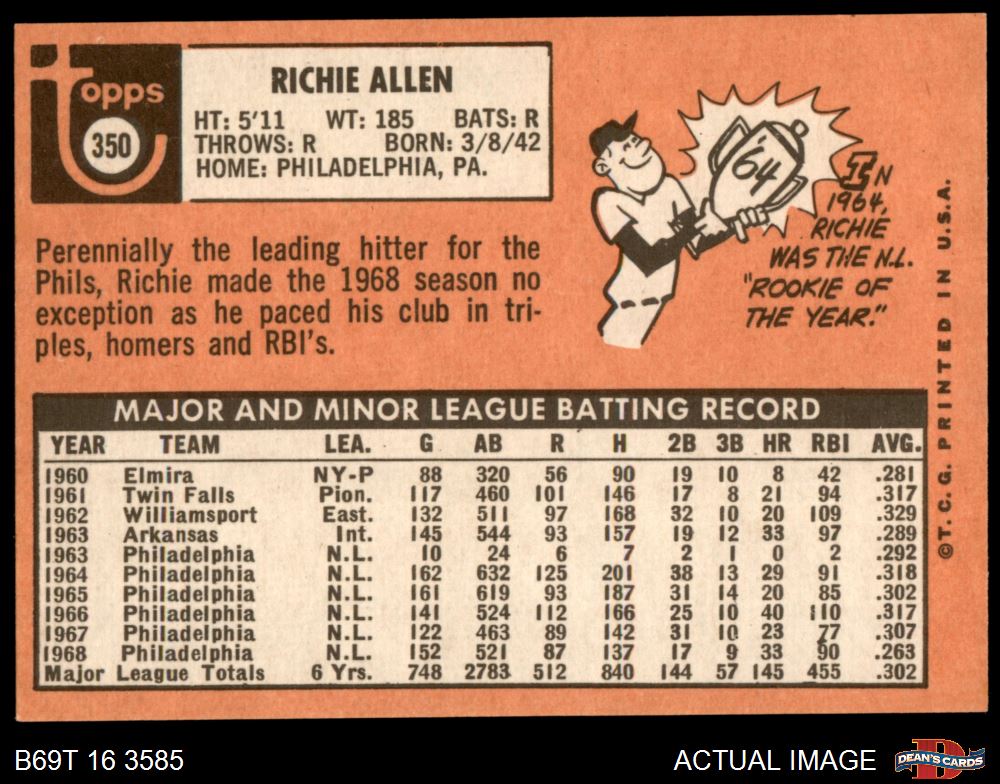 Topps
350
RICHIE ALLEN
HT: 5'11 WT: 185 BATS: R
THROWS: R BORN: 3/8/42
HOME: PHILADELPHIA, PA.
Perennially the leading hitter for the
Phils, Richie made the 1968 season no
exception as he paced his club in tri-
ples, homers and RBI's.
'64
IN
1964,
RICHIE
WAS THE N.L.
"ROOKIE OF
THE YEAR."
©T.C.G. PRINTED IN U.S.A.
MAJOR AND MINOR LEAGUE BATTING RECORD
YEAR TEAM LEA. G AB R H 2B 3B HR RBI AVG.
1960 Elmira NY-P 88 320 56 90 19 10 8 42 .281
1961 Twin Falls Pion. 117 460 101 146 17 8 21 94 .317
1962 Williamsport East. 132 511 97 168 32 10 20 109 .329
1963 Arkansas Int. 145 544 93 157 19 12 33 97 .289
1963 Philadelphia N.L. 10 24 6 7 2 1 0 2 .292
1964 Philadelphia N.L. 162 632 125 201 38 13 29 91 .318
1965 Philadelphia N.L. 161 619 93 187 31 14 20 85 .302
1966 Philadelphia N.L. 141 524 112 166 25 10 40 110 .317
1967 Philadelphia N.L. 122 463 89 142 31 10 23 77 .307
1968 Philadelphia N.L. 152 521 87 137 17 9 33 90 .263
Major League Totals 6 Yrs. 748 2783 512 840 144 57 145 455 .302
B69T 16 3585
ACTUAL IMAGE
D
DEAN'S CARDS